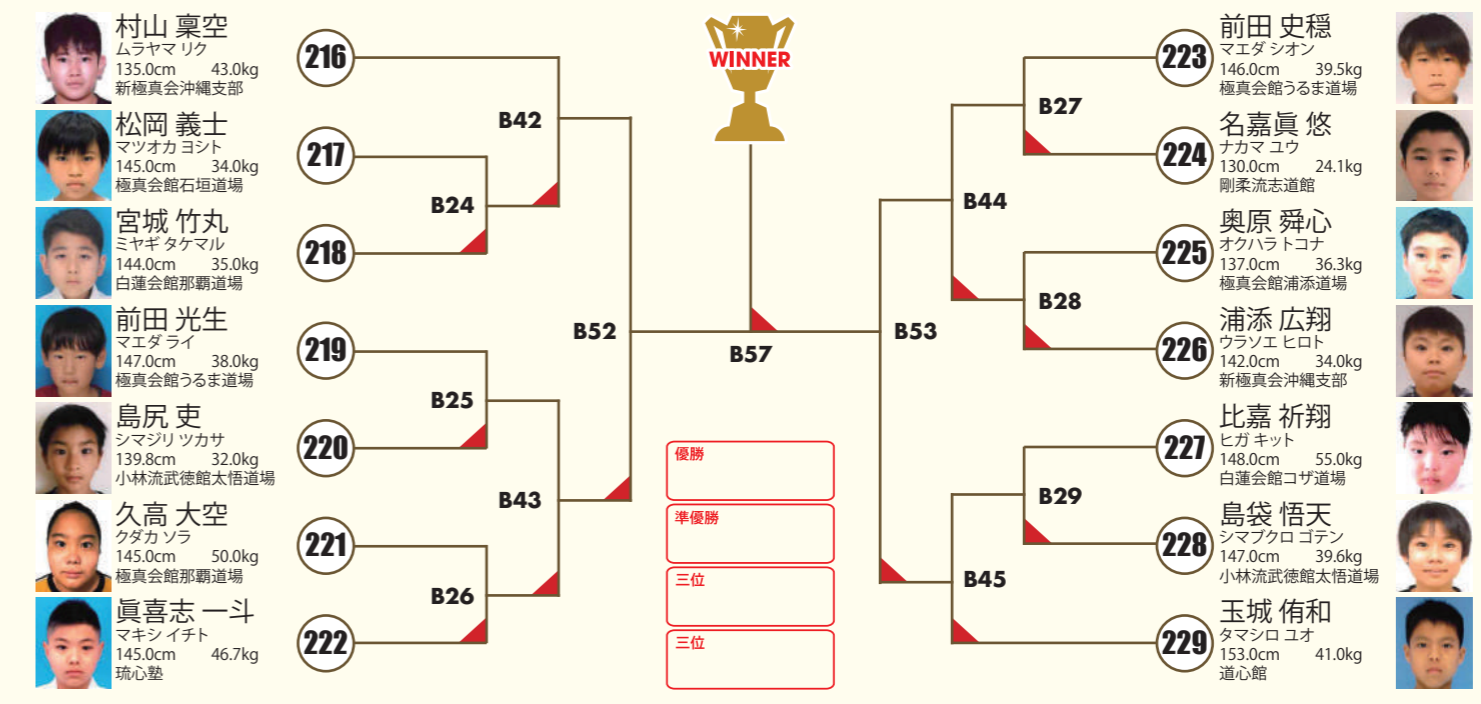 村山 稟空
ムラヤマ リク
135.0cm 43.0kg
新極真会沖縄支部
216
松岡 義士
マツオカ ヨシト
145.0cm 34.0kg
極真会館石垣道場
217
宮城 竹丸
ミヤギ タケマル
144.0cm 35.0kg
白蓮会館那覇道場
218
前田 光生
マエダ ライ
147.0cm 38.0kg
極真会館うるま道場
219
島尻 吏
シマジリ ツカサ
139.8cm 32.0kg
小林流武徳館太悟道場
220
久高 大空
クダカ ソラ
145.0cm 50.0kg
極真会館那覇道場
221
眞喜志 一斗
マキシ イチト
145.0cm 46.7kg
琉心塾
222
B42
B24
B25
B43
B26
B52
WINNER
B57
優勝
準優勝
三位
三位
B53
B44
B27
B28
B29
B45
223
前田 史穏
マエダ シオン
146.0cm 39.5kg
極真会館うるま道場
224
名嘉眞 悠
ナカマ ユウ
130.0cm 24.1kg
剛柔流志道館
225
奥原 舜心
オクハラ トコナ
137.0cm 36.3kg
極真会館浦添道場
226
浦添 広翔
ウラソエ ヒロト
142.0cm 34.0kg
新極真会沖縄支部
227
比嘉 祈翔
ヒガ キット
148.0cm 55.0kg
白蓮会館コザ道場
228
島袋 悟天
シマブクロ ゴテン
147.0cm 39.6kg
小林流武徳館太悟道場
229
玉城 侑和
タマシロ ユオ
153.0cm 41.0kg
道心館